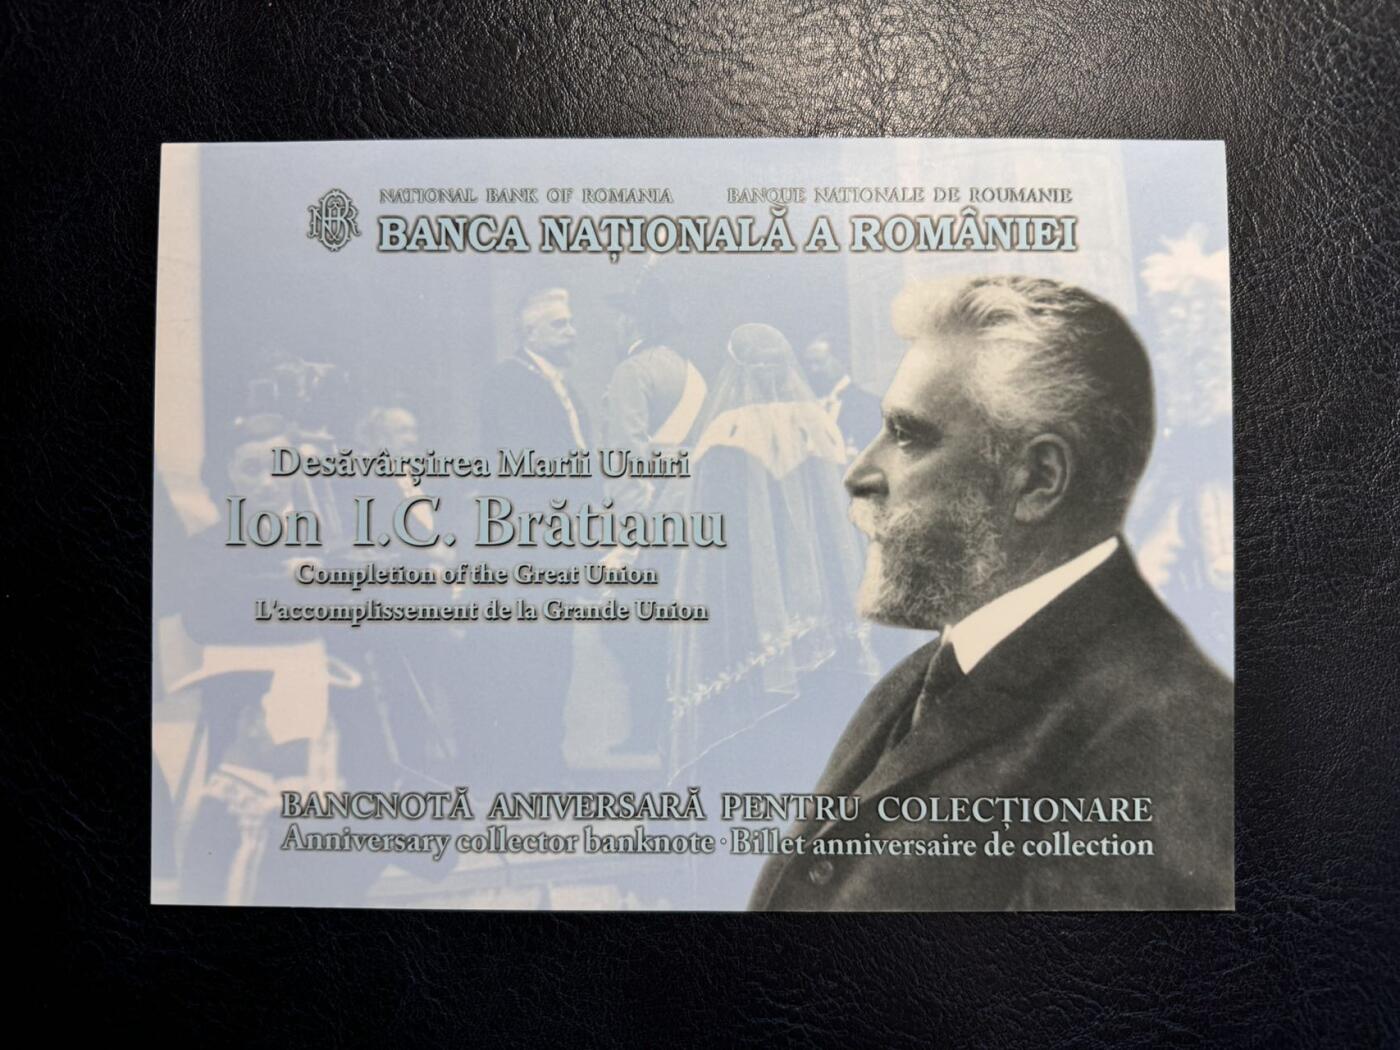 NATIONAL BANK OF ROMANIA BANQUE NATIONALE DE ROUMANIE
BANCA NAȚIONALĂ A ROMÂNIEI
Desăvârșirea Marii Uniri
Ion I.C. Brătianu
Completion of the Great Union
L'accomplissement de la Grande Union
BANCNOTĂ ANIVERSARĂ PENTRU COLECȚIONARE
Anniversary collector banknote · Billet anniversaire de collection